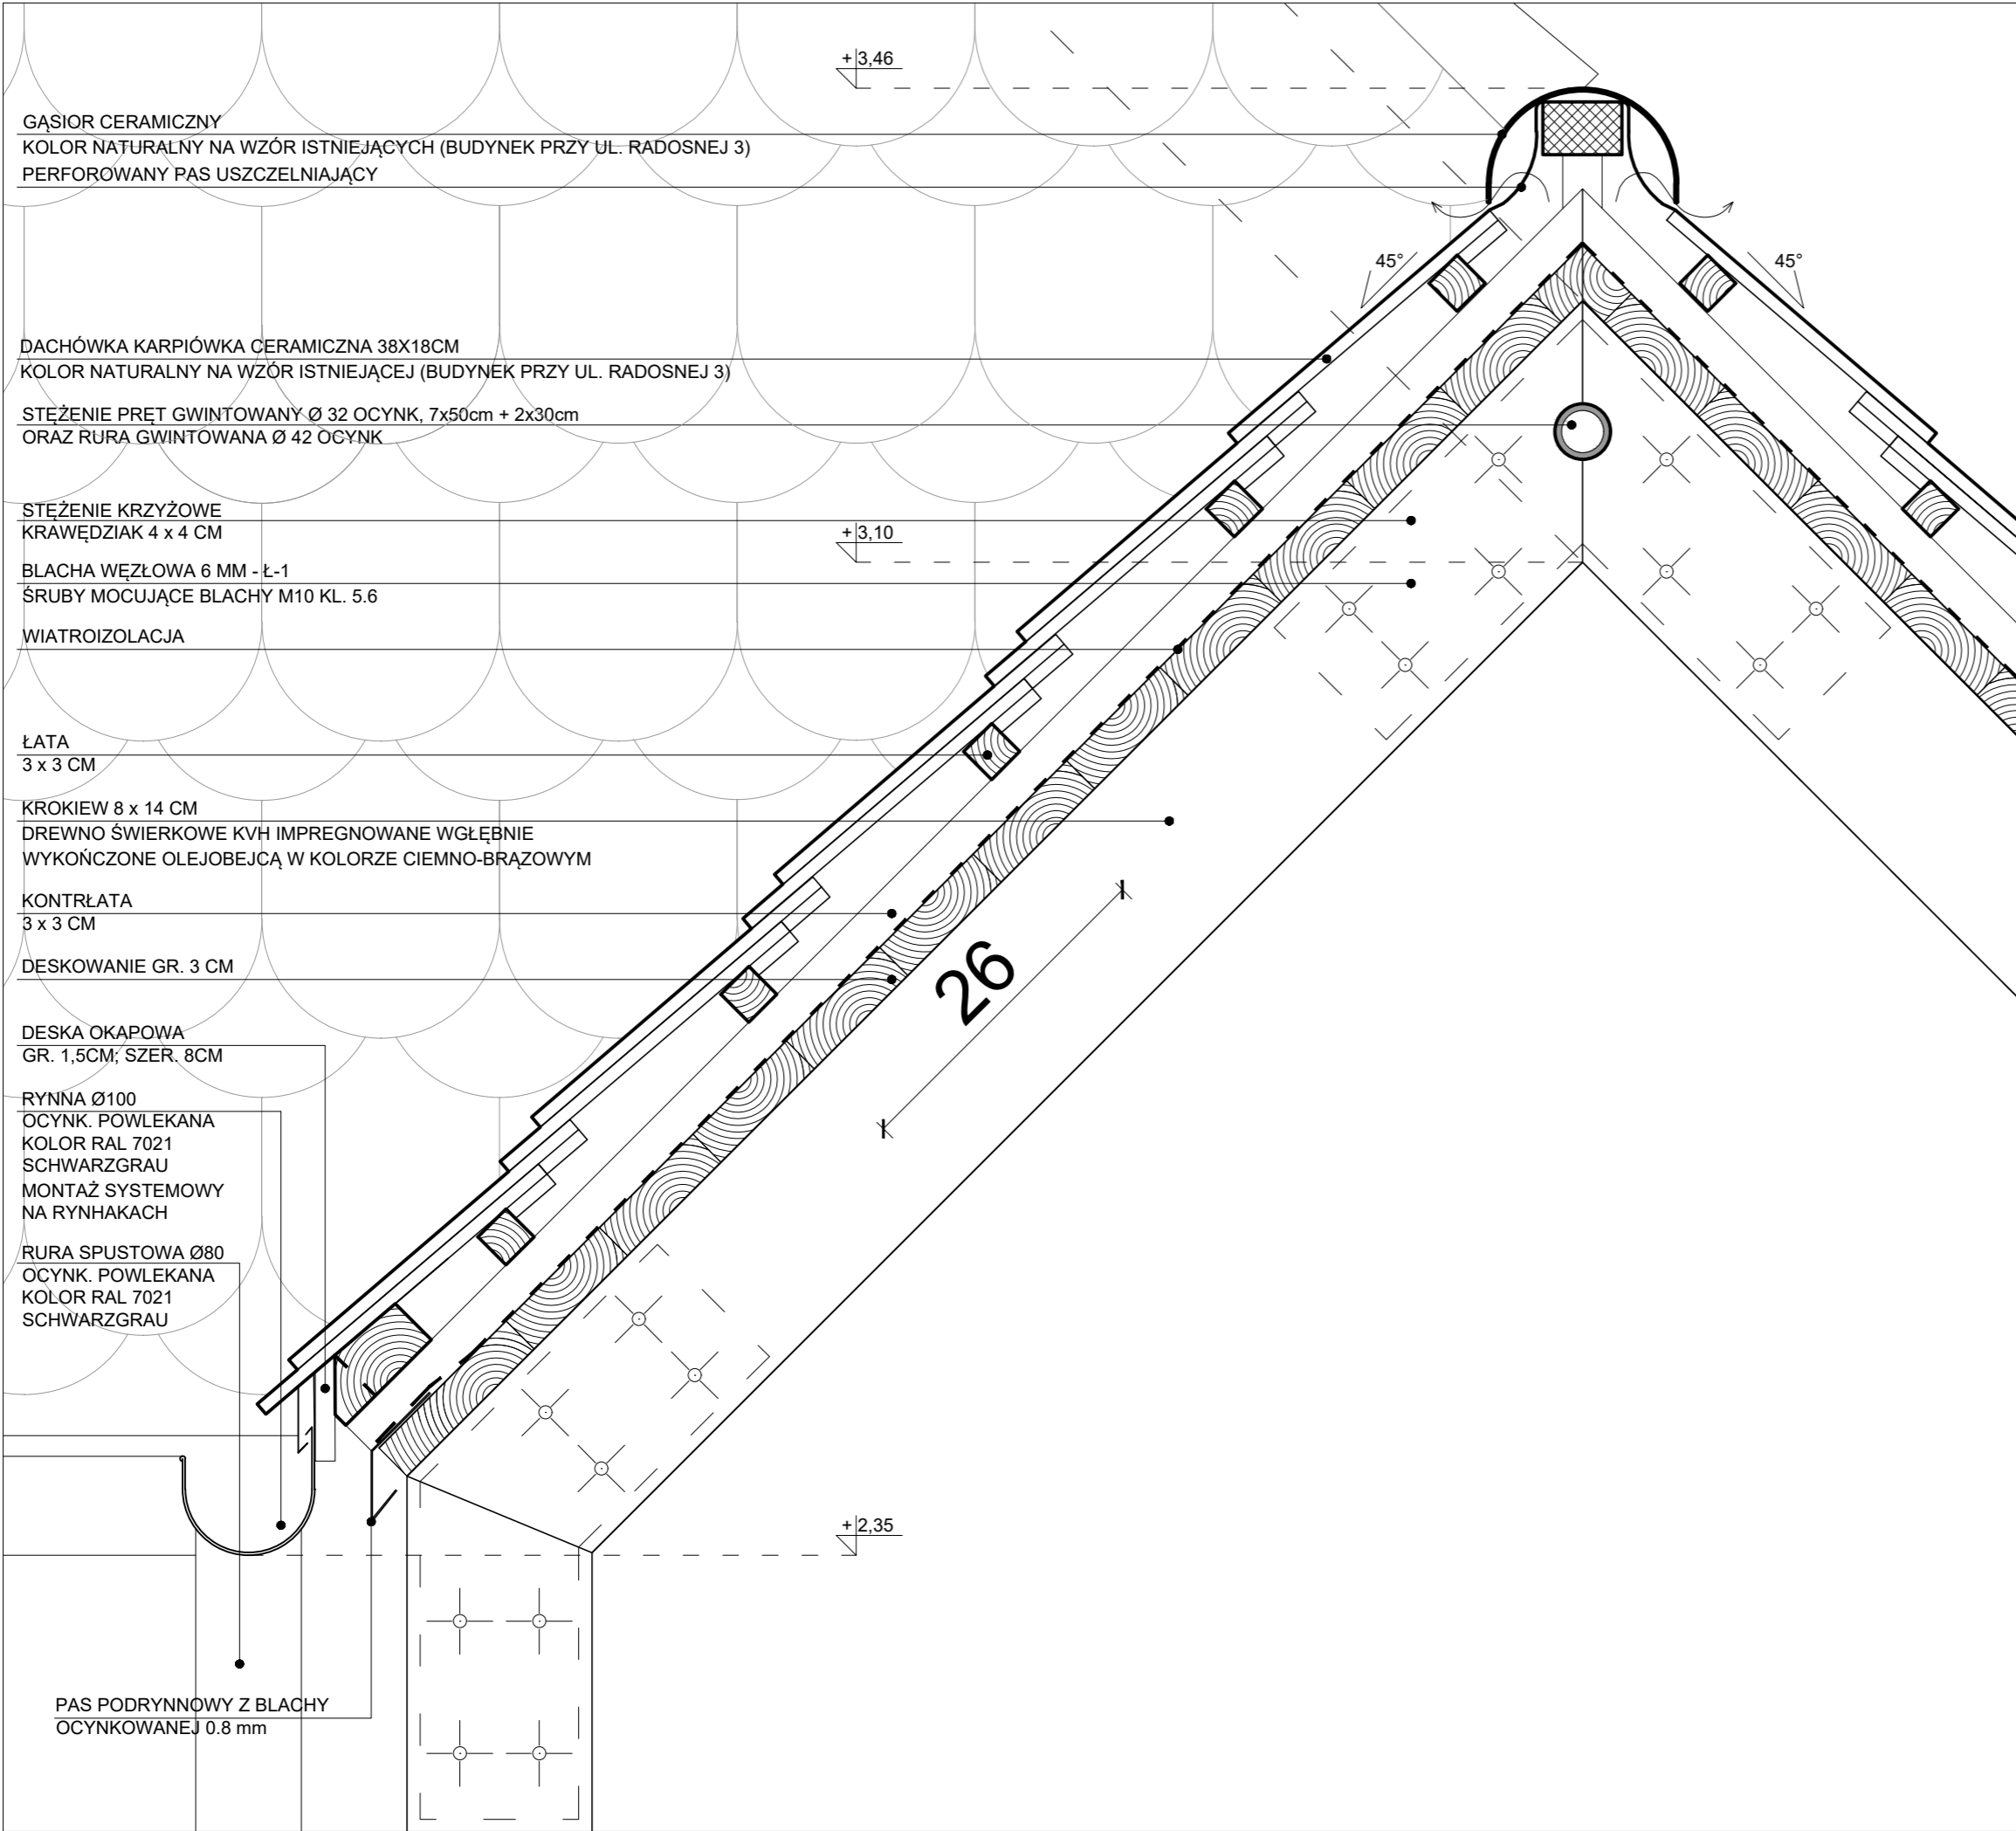 + 3,46
GĄSIOR CERAMICZNY
KOLOR NATURALNY NA WZÓR ISTNIEJĄCYCH (BUDYNEK PRZY UL. RADOSNEJ 3)
PERFOROWANY PAS USZCZELNIAJĄCY
45°
45°
DACHÓWKA KARPIÓWKA CERAMICZNA 38X18CM
KOLOR NATURALNY NA WZÓR ISTNIEJĄCEJ (BUDYNEK PRZY UL. RADOSNEJ 3)
STĘŻENIE PRĘT GWINTOWANY Ø 32 OCYNK, 7x50cm + 2x30cm
ORAZ RURA GWINTOWANA Ø 42 OCYNK
STĘŻENIE KRZYŻOWE
KRAWĘDZIAK 4 x 4 CM
+ 3,10
BLACHA WĘZŁOWA 6 MM - Ł-1
ŚRUBY MOCUJĄCE BLACHY M10 KL. 5.6
WIATROIZOLACJA
ŁATA
3 x 3 CM
KROKIEW 8 x 14 CM
DREWNO ŚWIERKOWE KVH IMPREGNOWANE WGŁĘBNIE
WYKOŃCZONE OLEJOBEJCĄ W KOLORZE CIEMNO-BRĄZOWYM
KONTRŁATA
3 x 3 CM
DESKOWANIE GR. 3 CM
26
DESKA OKAPOWA
GR. 1,5CM; SZER. 8CM
RYNNA Ø100
OCYNK. POWLEKANA
KOLOR RAL 7021
SCHWARZGRAU
MONTAŻ SYSTEMOWY
NA RYNHAKACH
RURA SPUSTOWA Ø80
OCYNK. POWLEKANA
KOLOR RAL 7021
SCHWARZGRAU
+ 2,35
PAS PODRYNNOWY Z BLACHY
OCYNKOWANEJ 0.8 mm